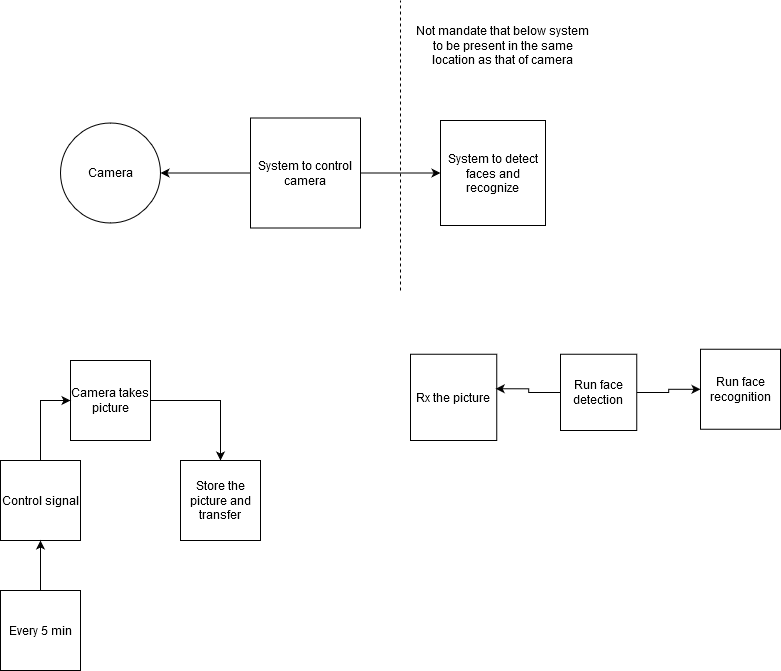 Not mandate that below system
to be present in the same
location as that of camera
Camera
System to control
camera
System to detect
faces and
recognize
Camera takes
picture
Control signal
Store the
picture and
transfer
Every 5 min
Rx the picture
Run face
detection
Run face
recognition